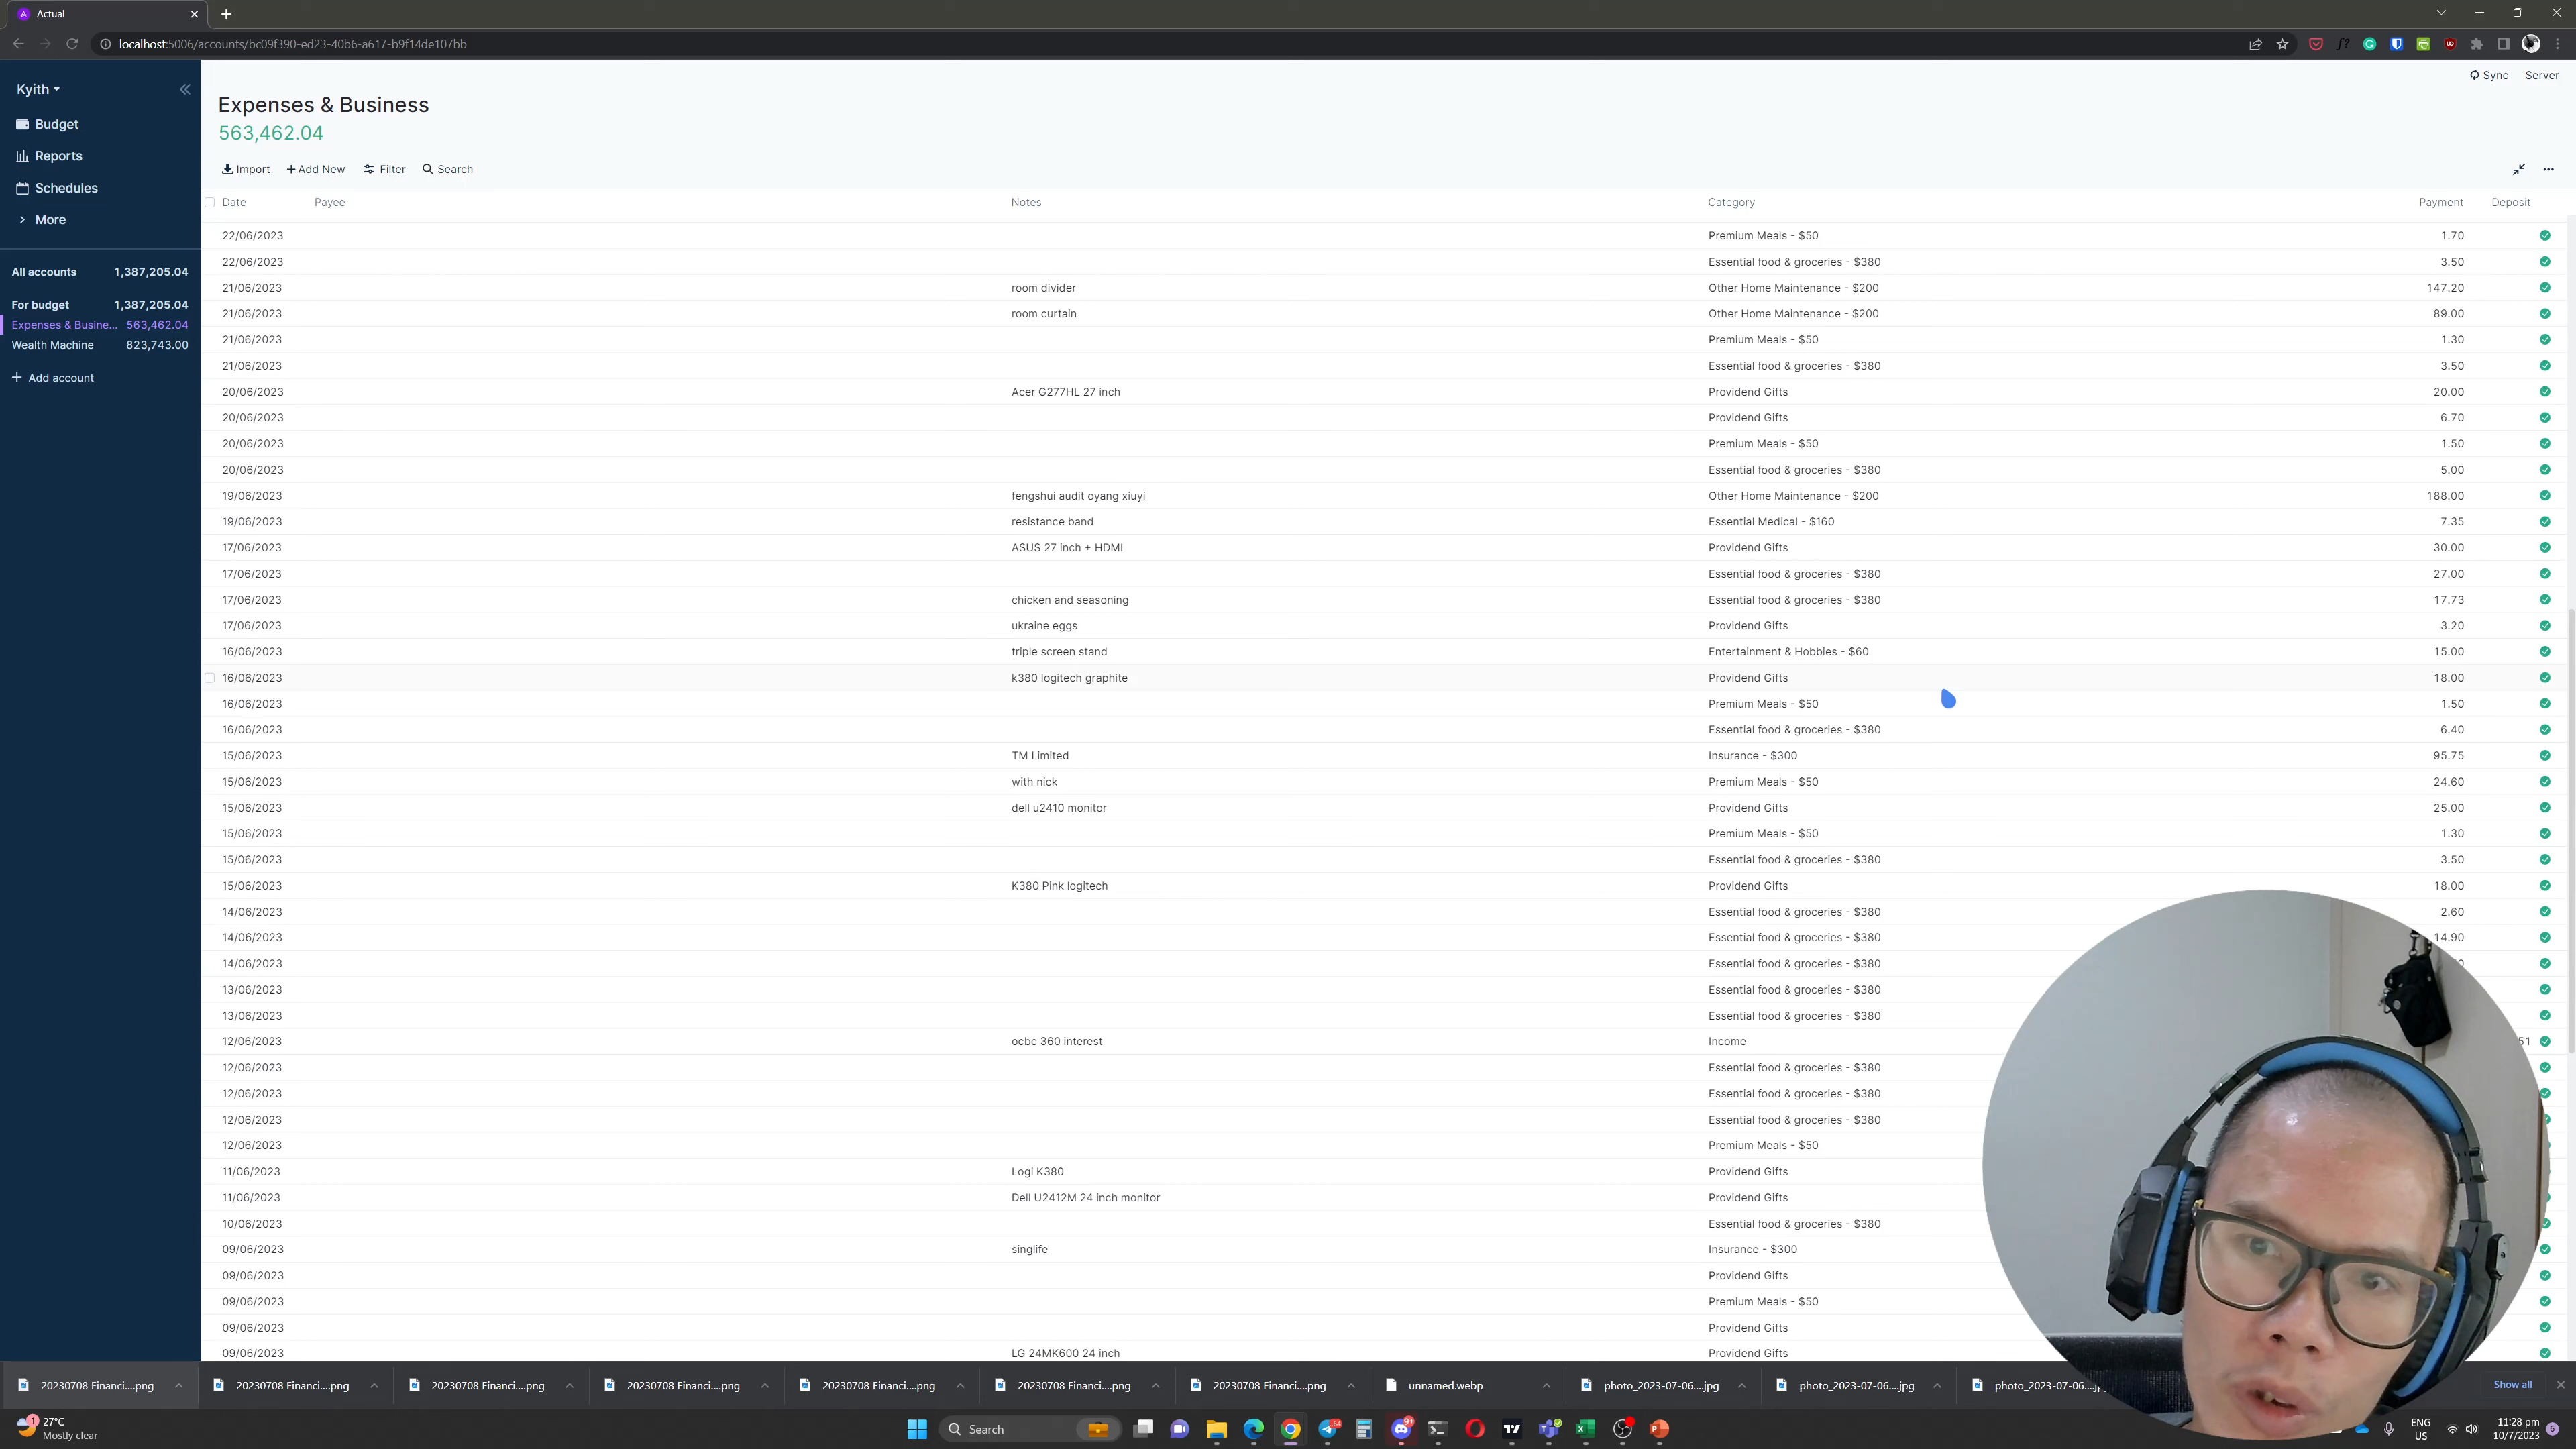 Actual
localhost:5006/accounts/bc09f390-ed23-40b6-a617-b9f14de107bb
Kyith
Budget
Reports
Schedules
More
All accounts 1,387,205.04
For budget 1,387,205.04
Expenses & Busine... 563,462.04
Wealth Machine 823,743.00
Add account
Sync Server
Expenses & Business
563,462.04
Import Add New Filter Search
Date Payee Notes Category Payment Deposit
22/06/2023 Premium Meals - $50 1.70
22/06/2023 Essential food & groceries - $380 3.50
21/06/2023 room divider Other Home Maintenance - $200 147.20
21/06/2023 room curtain Other Home Maintenance - $200 89.00
21/06/2023 Premium Meals - $50 1.30
21/06/2023 Essential food & groceries - $380 3.50
20/06/2023 Acer G277HL 27 inch Providend Gifts 20.00
20/06/2023 Providend Gifts 6.70
20/06/2023 Premium Meals - $50 1.50
20/06/2023 Essential food & groceries - $380 5.00
19/06/2023 fengshui audit oyang xiuyi Other Home Maintenance - $200 188.00
19/06/2023 resistance band Essential Medical - $160 7.35
17/06/2023 ASUS 27 inch + HDMI Providend Gifts 30.00
17/06/2023 Essential food & groceries - $380 27.00
17/06/2023 chicken and seasoning Essential food & groceries - $380 17.73
17/06/2023 ukraine eggs Providend Gifts 3.20
16/06/2023 triple screen stand Entertainment & Hobbies - $60 15.00
16/06/2023 k380 logitech graphite Providend Gifts 18.00
16/06/2023 Premium Meals - $50 1.50
16/06/2023 Essential food & groceries - $380 6.40
15/06/2023 TM Limited Insurance - $300 95.75
15/06/2023 with nick Premium Meals - $50 24.60
15/06/2023 dell u2410 monitor Providend Gifts 25.00
15/06/2023 Premium Meals - $50 1.30
15/06/2023 Essential food & groceries - $380 3.50
15/06/2023 K380 Pink logitech Providend Gifts 18.00
14/06/2023 Essential food & groceries - $380 2.60
14/06/2023 Essential food & groceries - $380 14.90
14/06/2023 Essential food & groceries - $380
13/06/2023 Essential food & groceries - $380
13/06/2023 Essential food & groceries - $380
12/06/2023 ocbc 360 interest Income 51
12/06/2023 Essential food & groceries - $380
12/06/2023 Essential food & groceries - $380
12/06/2023 Essential food & groceries - $380
12/06/2023 Premium Meals - $50
11/06/2023 Logi K380 Providend Gifts
11/06/2023 Dell U2412M 24 inch monitor Providend Gifts
10/06/2023 Essential food & groceries - $380
09/06/2023 singlife Insurance - $300
09/06/2023 Providend Gifts
09/06/2023 Premium Meals - $50
09/06/2023 Providend Gifts
09/06/2023 LG 24MK600 24 inch Providend Gifts
20230708 Financi....png 20230708 Financi....png 20230708 Financi....png 20230708 Financi....png 20230708 Financi....png 20230708 Financi....png 20230708 Financi....png unnamed.webp photo_2023-07-06....jpg photo_2023-07-06....jpg photo_2023-07-06....jpg Show all
27°C
Mostly clear
Search
ENG
US
11:28 pm
10/7/2023